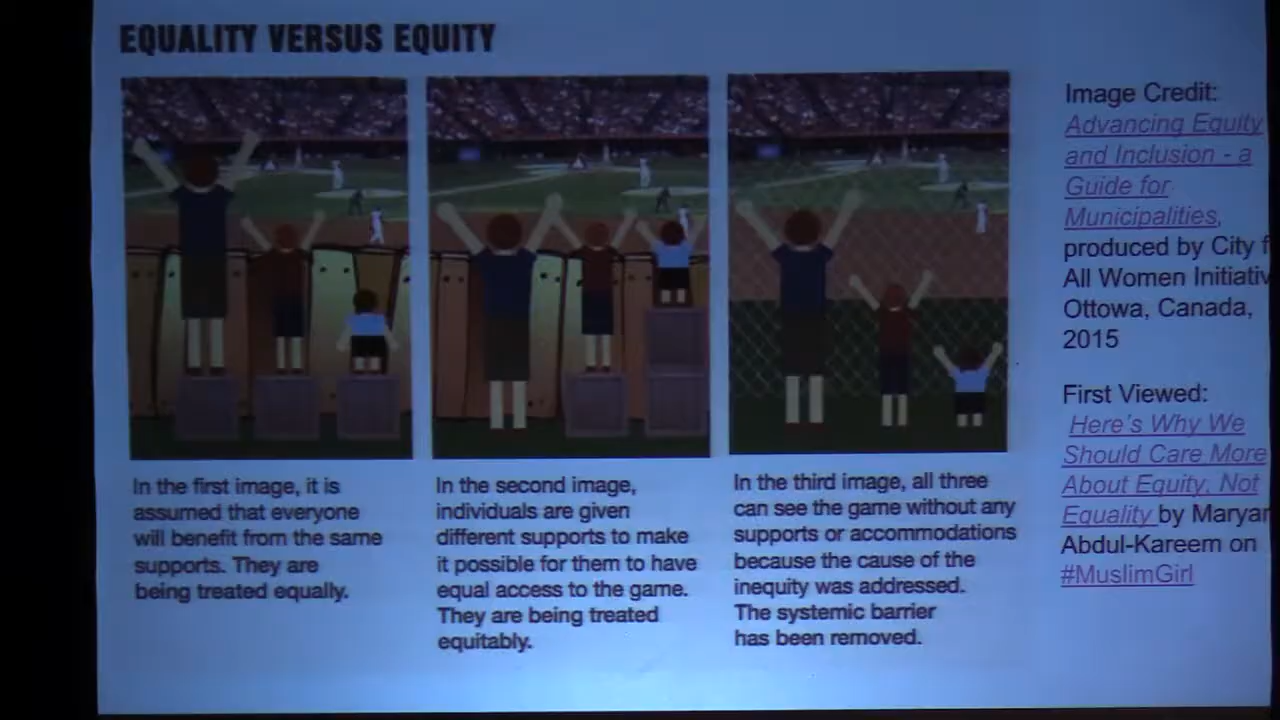 EQUALITY VERSUS EQUITY
In the first image, it is
assumed that everyone
will benefit from the same
supports. They are
being treated equally.
In the second image,
individuals are given
different supports to make
it possible for them to have
equal access to the game.
They are being treated
equitably.
In the third image, all three
can see the game without any
supports or accommodations
because the cause of the
inequity was addressed.
The systemic barrier
has been removed.
Image Credit:
Advancing Equity
and Inclusion - a
Guide for
Municipalities,
produced by City f
All Women Initiativ
Ottowa, Canada,
2015
First Viewed:
Here's Why We
Should Care More
About Equity, Not
Equality by Maryar
Abdul-Kareem on
#MuslimGirl